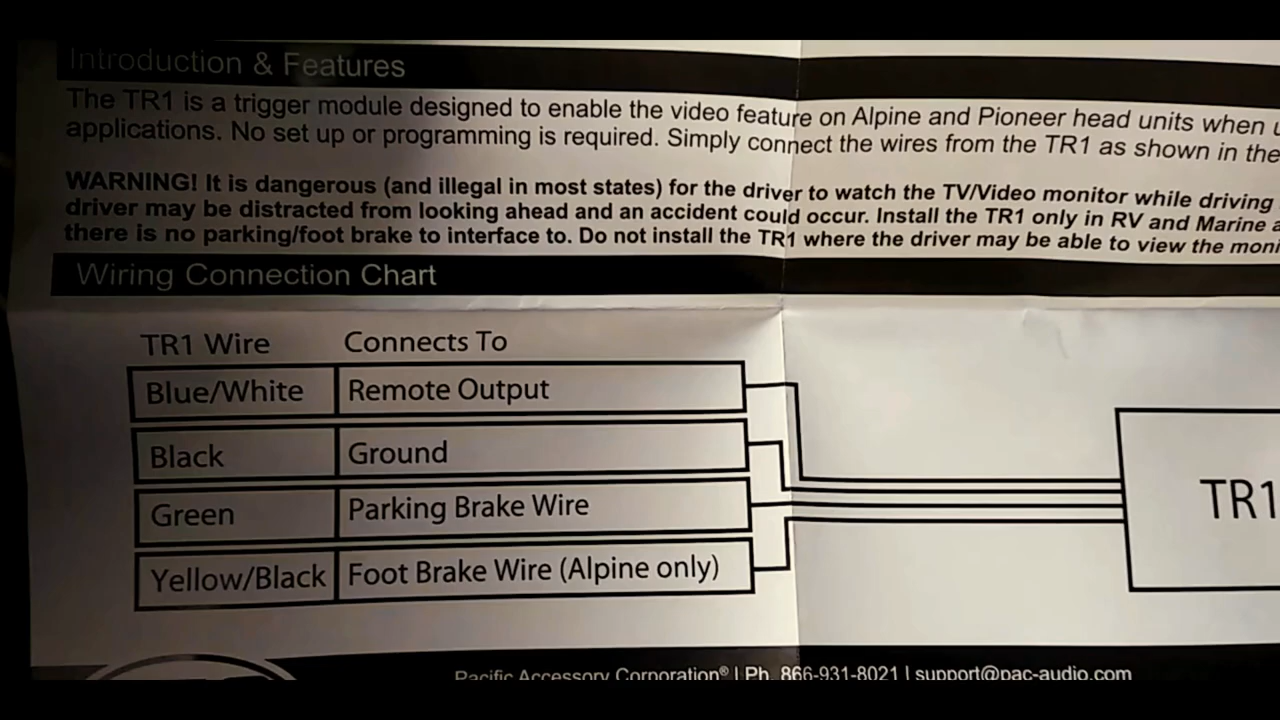 Introduction & Features
The TR1 is a trigger module designed to enable the video feature on Alpine and Pioneer head units when
applications. No set up or programming is required. Simply connect the wires from the TR1 as shown in the
WARNING! It is dangerous (and illegal in most states) for the driver to watch the TV/Video monitor while driving
driver may be distracted from looking ahead and an accident could occur. Install the TR1 only in RV and Marine
there is no parking/foot brake to interface to. Do not install the TR1 where the driver may be able to view the
Wiring Connection Chart
TR1 Wire Connects To
Blue/White Remote Output
Black Ground
Green Parking Brake Wire
Yellow/Black Foot Brake Wire (Alpine only)
TR1
Pacific Accessory Corporation® | Ph. 866-931-8021 | support@pac-audio.com